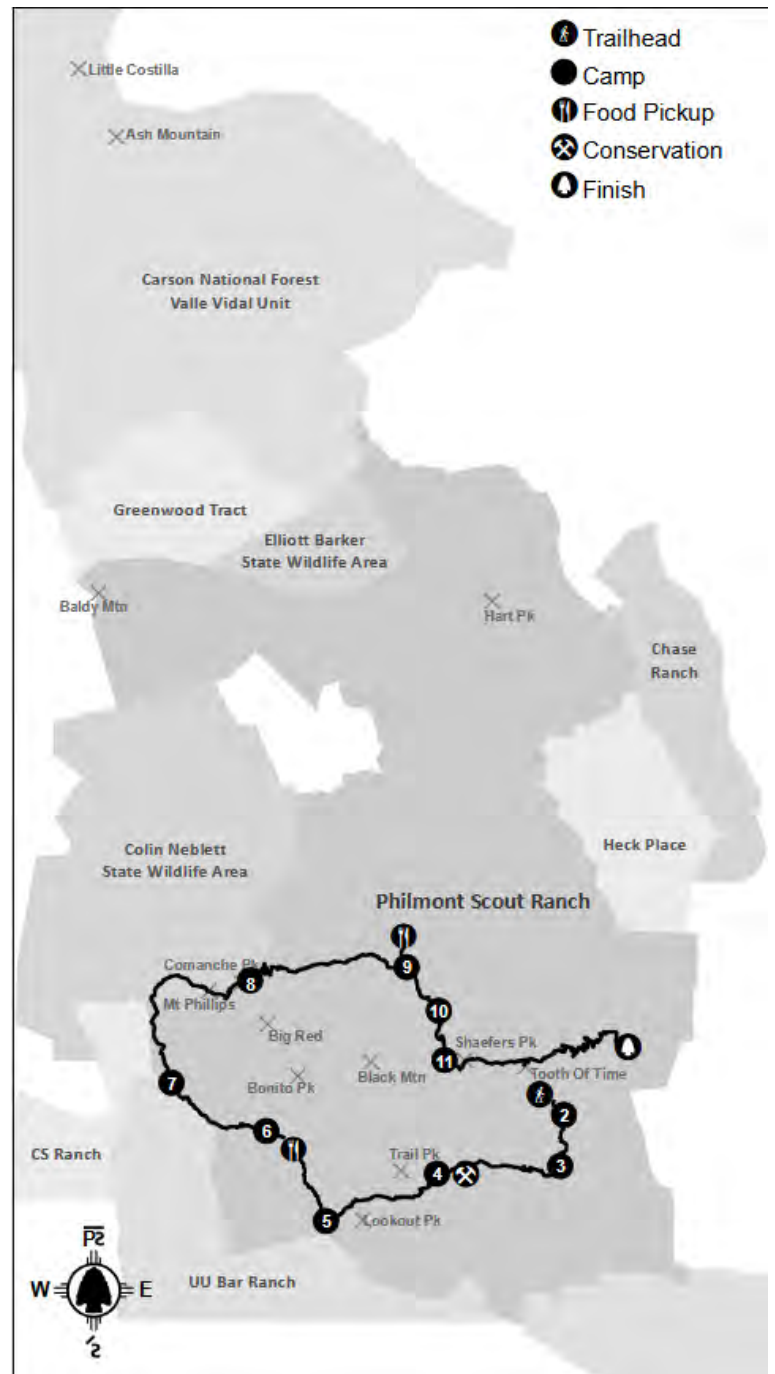 Trailhead
Camp
Food Pickup
Conservation
Finish
Little Costilla
Ash Mountain
Carson National Forest
Valle Vidal Unit
Greenwood Tract
Elliott Barker
State Wildlife Area
Baldy Mtn
Hart Pk
Chase
Ranch
Heck Place
Colin Neblett
State Wildlife Area
Philmont Scout Ranch
Comanche Pk
8
9
Mt Phillips
10
Big Red
Shaefers Pk
11
Black Mtn
Tooth Of Time
Bonito Pk
7
2
6
CS Ranch
Trail Pk
3
4
5
Lookout Pk
UU Bar Ranch
W
E